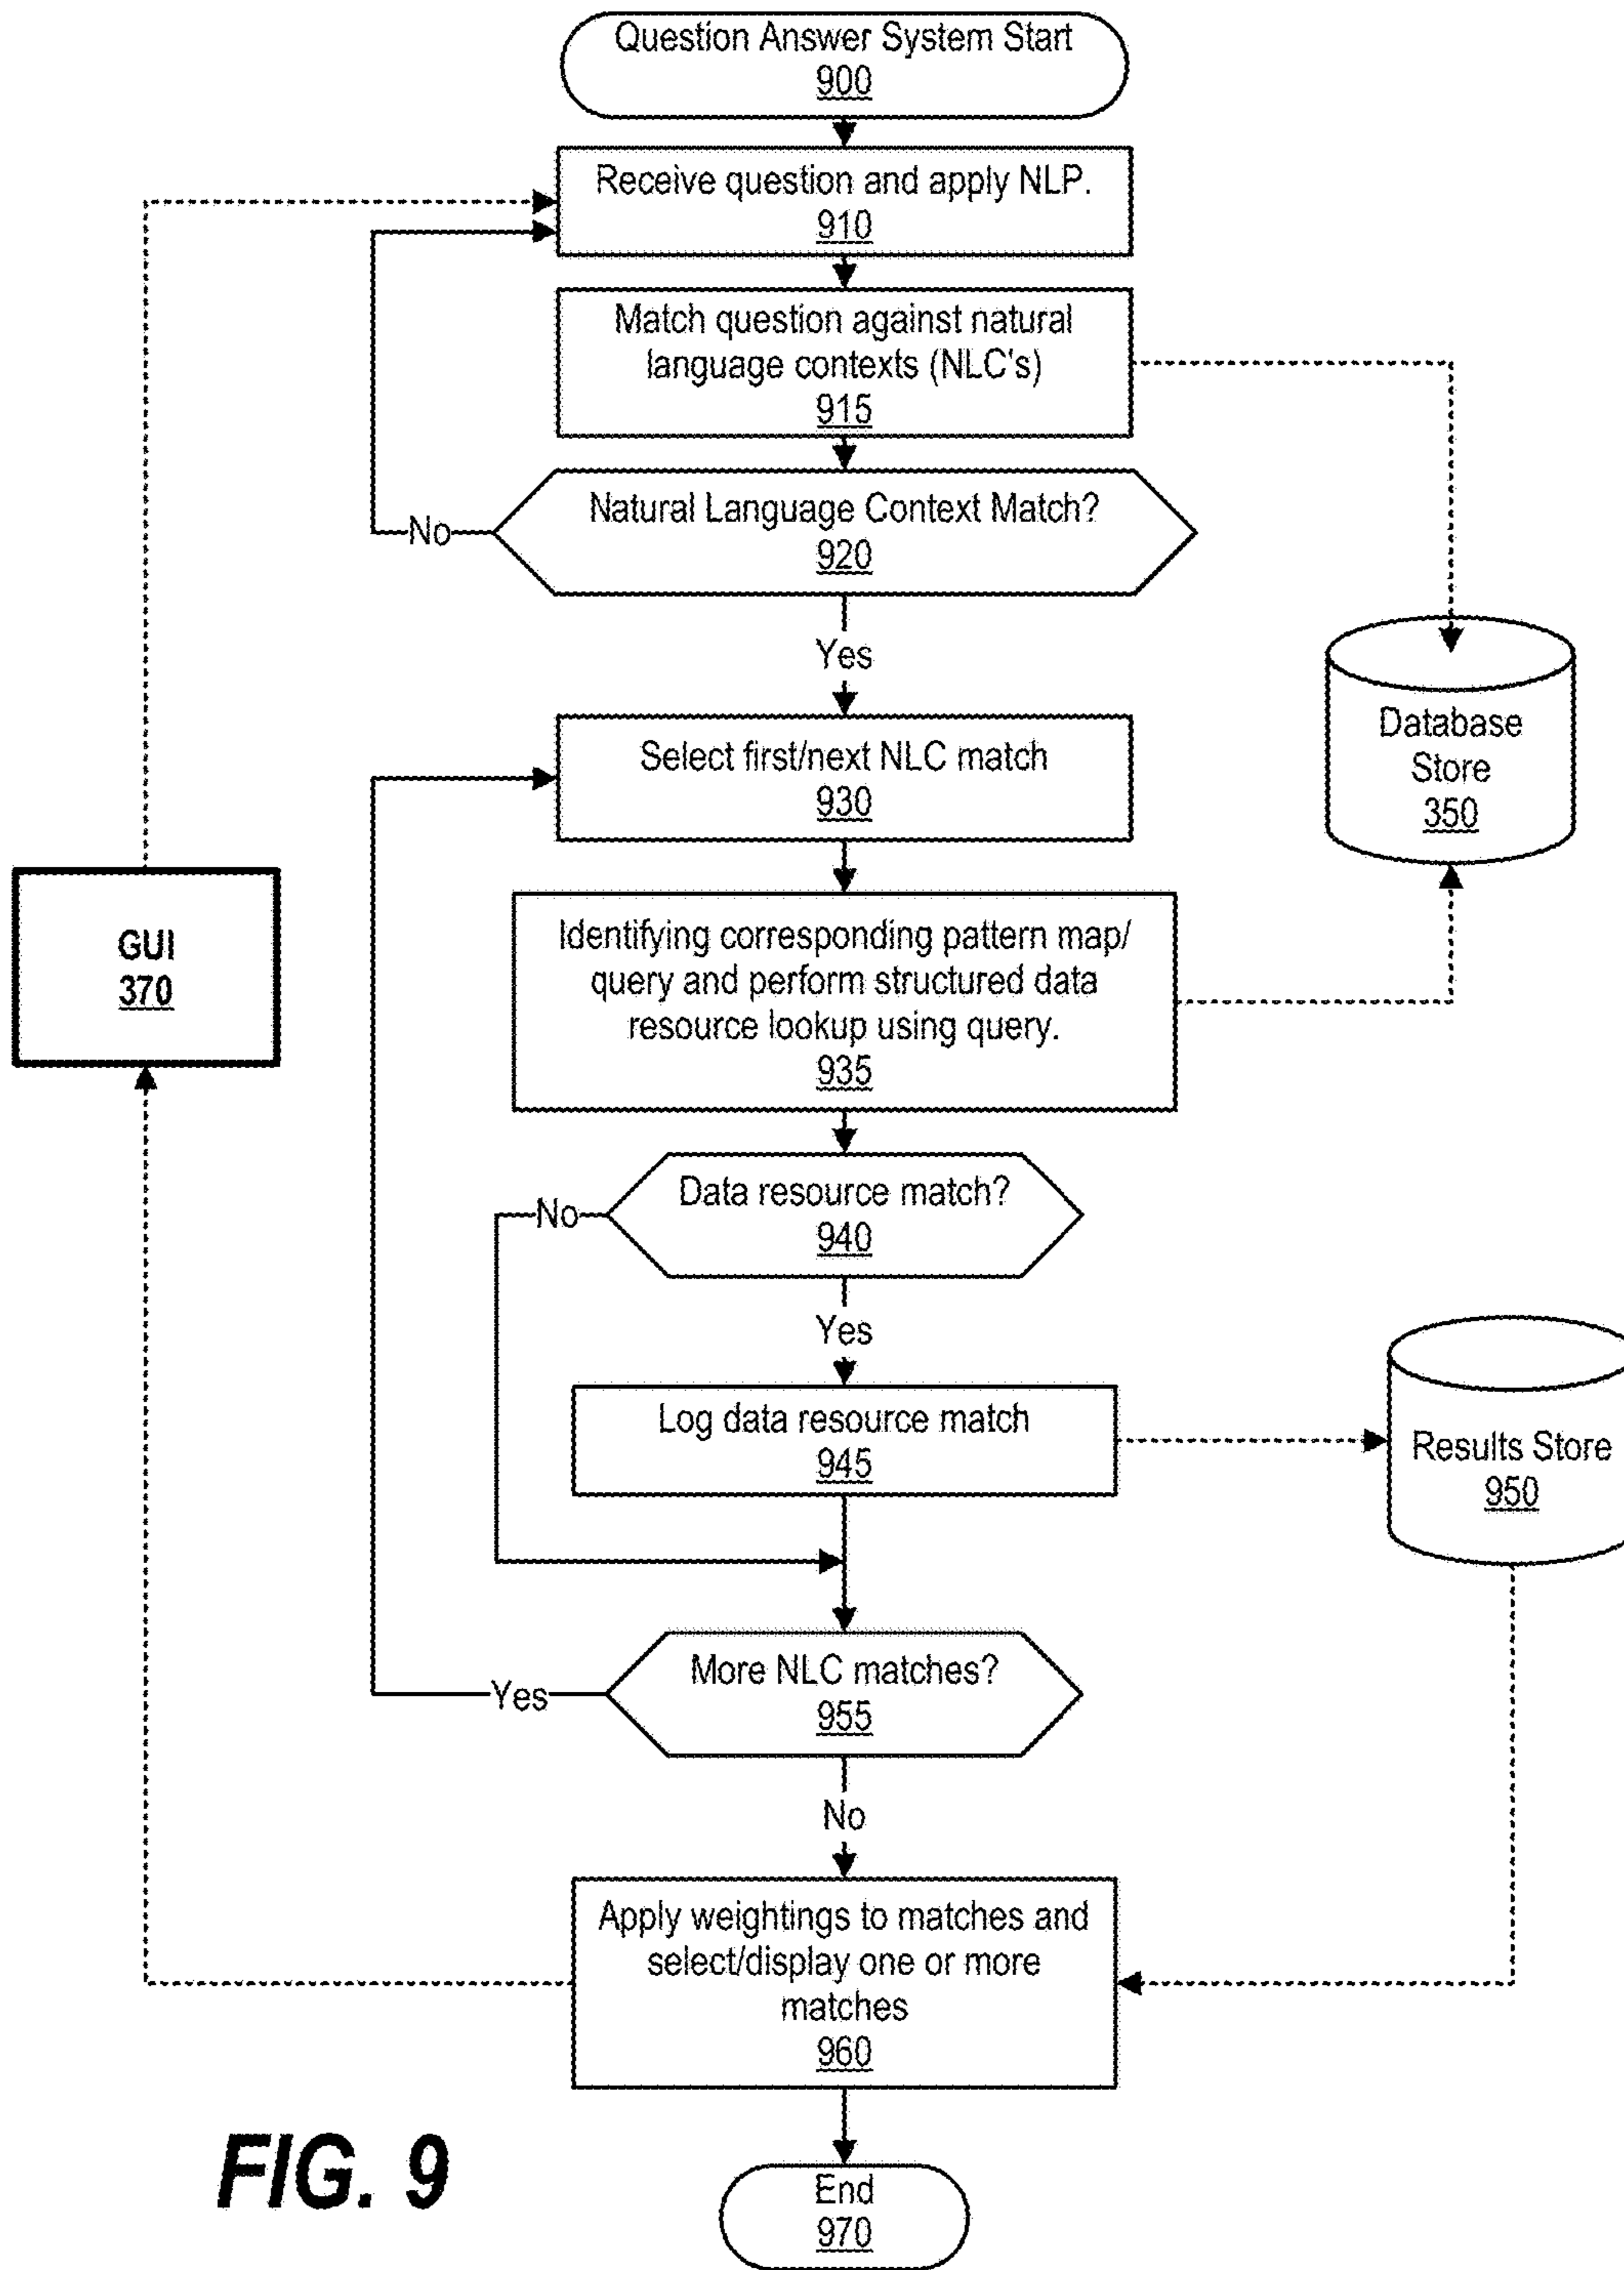 Question Answer System Start
900
Receive question and apply NLP.
910
Match question against natural
language contexts (NLC's)
915
Natural Language Context Match?
920
No
Yes
Database
Store
350
Select first/next NLC match
930
GUI
370
Identifying corresponding pattern map/
query and perform structured data
resource lookup using query.
935
Data resource match?
940
No
Yes
Log data resource match
945
Results Store
950
More NLC matches?
955
Yes
No
Apply weightings to matches and
select/display one or more
matches
960
FIG. 9
End
970